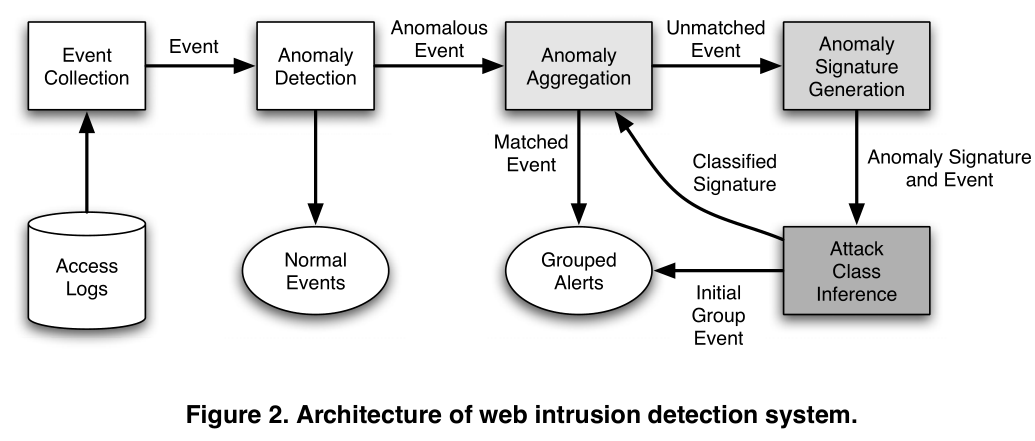 Event
Collection
Event
Anomaly
Detection
Anomalous
Event
Anomaly
Aggregation
Unmatched
Event
Anomaly
Signature
Generation
Matched
Event
Classified
Signature
Anomaly Signature
and Event
Access
Logs
Normal
Events
Grouped
Alerts
Initial
Group
Event
Attack
Class
Inference
Figure 2. Architecture of web intrusion detection system.